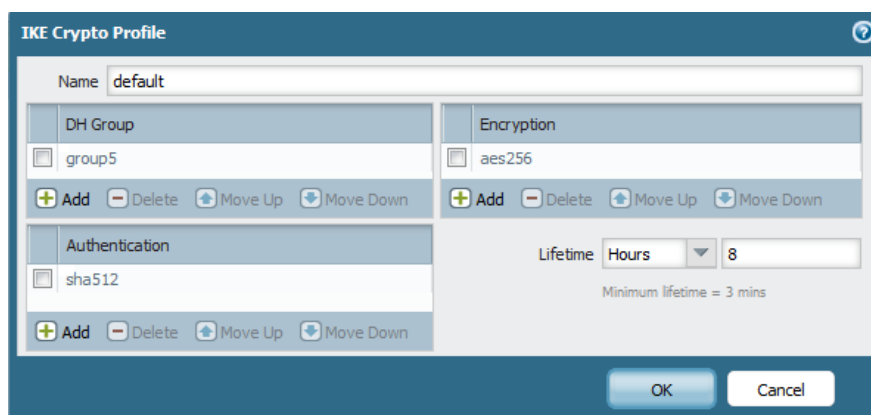 IKE Crypto Profile
Name default
DH Group
group5
Add Delete Move Up Move Down
Encryption
aes256
Add Delete Move Up Move Down
Authentication
sha512
Add Delete Move Up Move Down
Lifetime Hours 8
Minimum lifetime = 3 mins
OK Cancel